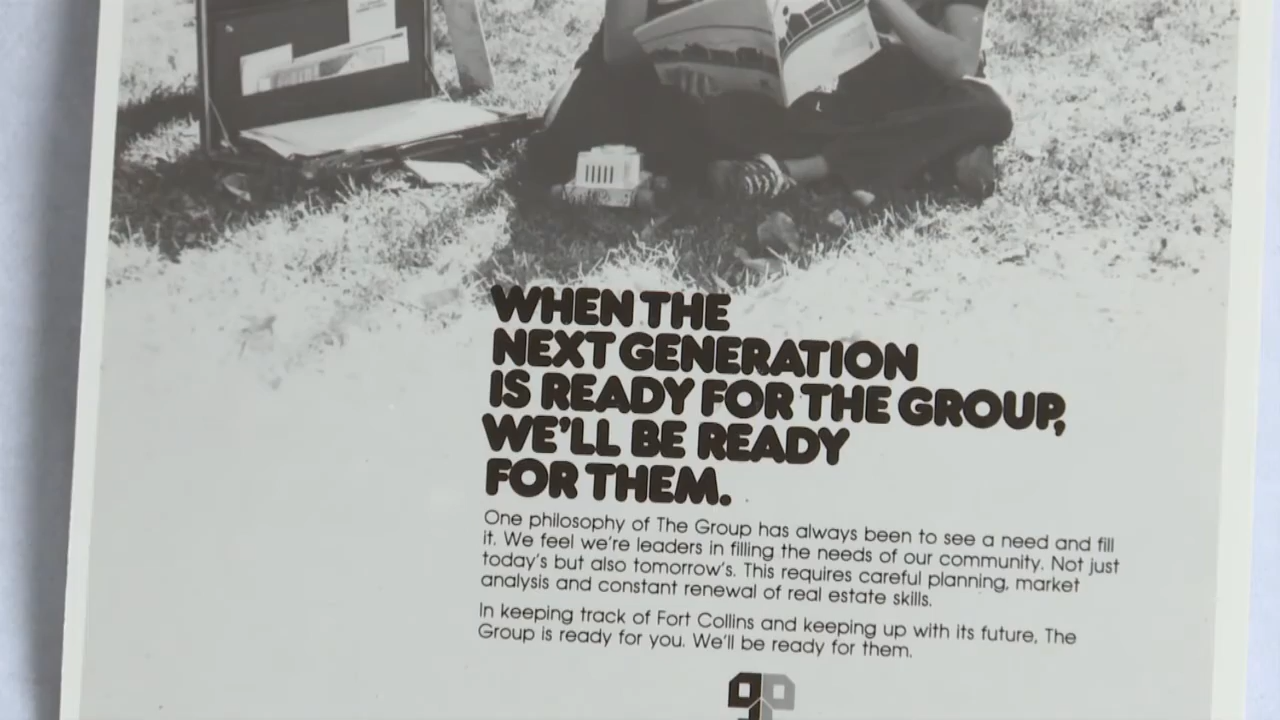 WHEN THE
NEXT GENERATION
IS READY FOR THE GROUP,
WE'LL BE READY
FOR THEM.
One philosophy of The Group has always been to see a need and fill
it. We feel we're leaders in filling the needs of our community. Not just
today's but also tomorrow's. This requires careful planning, market
analysis and constant renewal of real estate skills.
In keeping track of Fort Collins and keeping up with its future, The
Group is ready for you. We'll be ready for them.